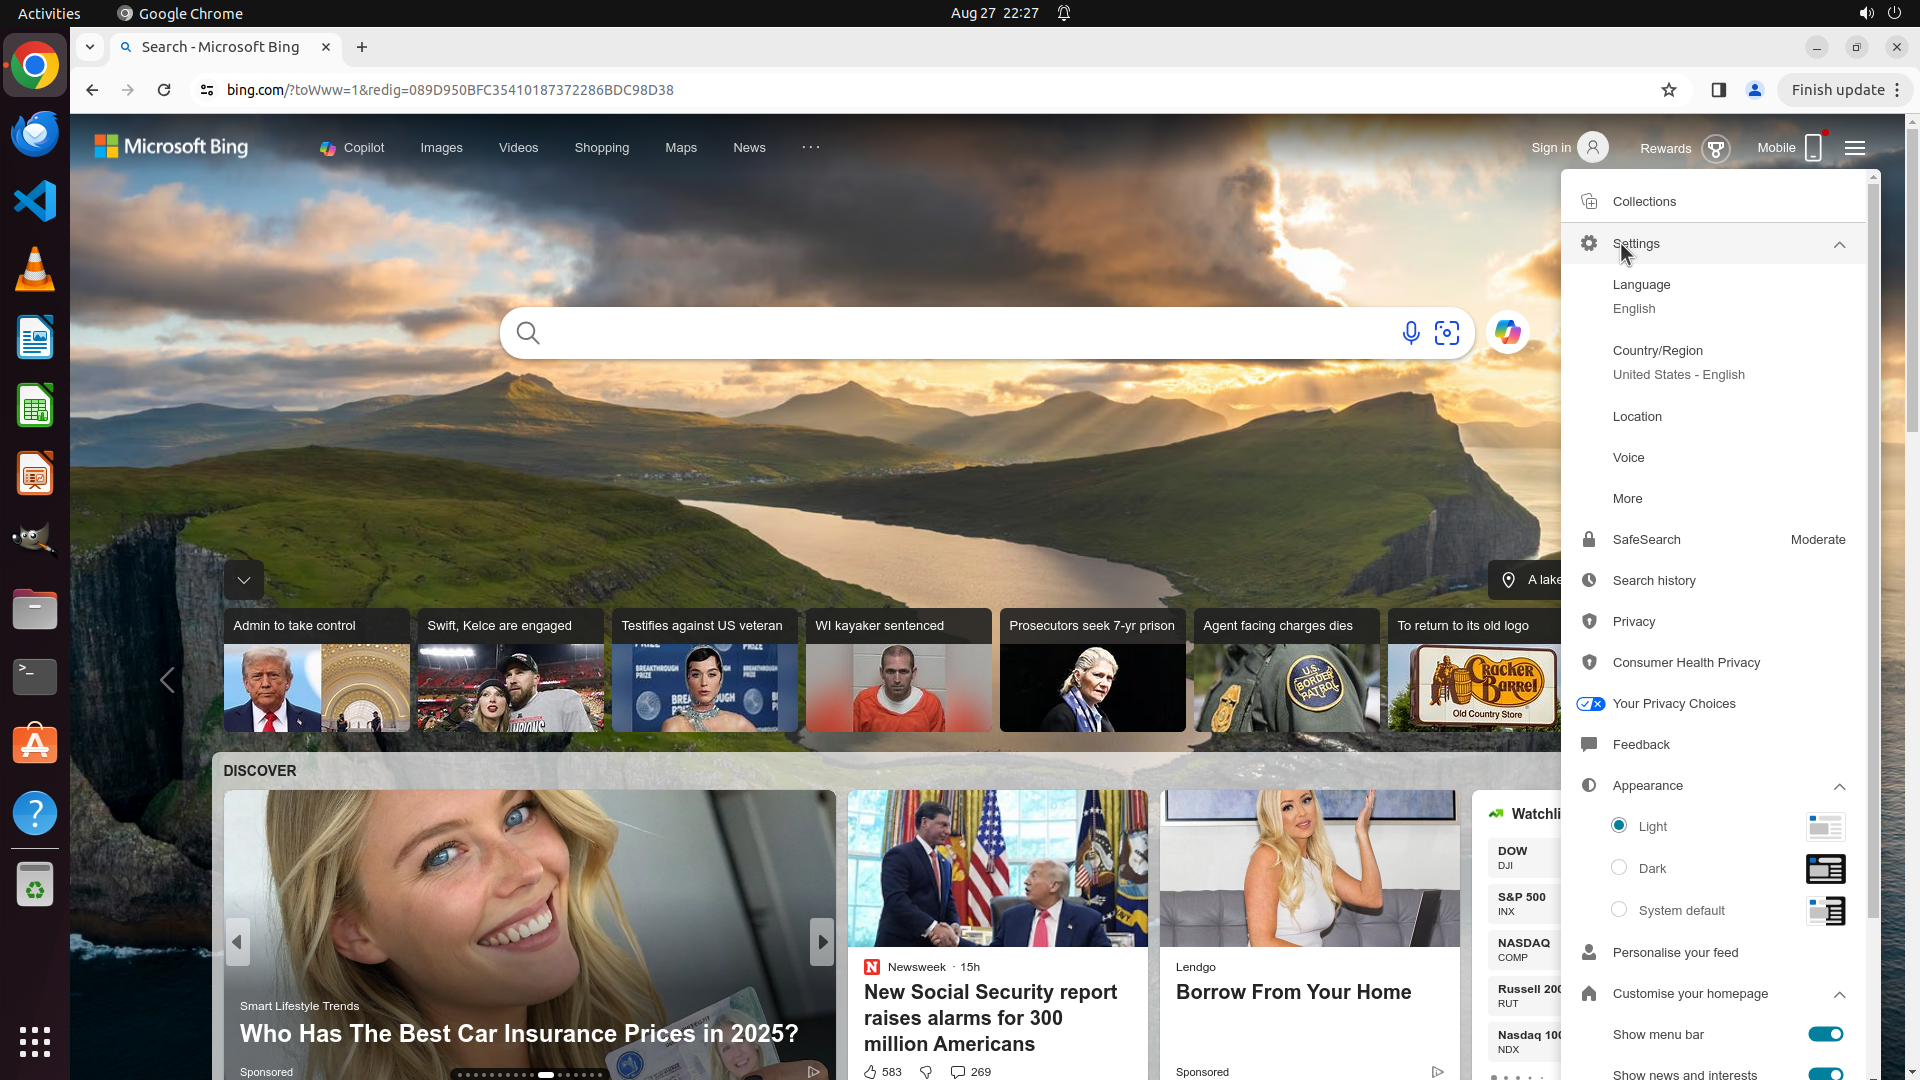 Activities
Google Chrome
Aug 27 22:27
Search - Microsoft Bing
bing.com/?toWww=1&redig=089D950BFC35410187372286BDC98D38
Finish update
Microsoft Bing
Copilot
Images
Videos
Shopping
Maps
News
Sign in
Rewards
Mobile
Collections
Settings
Language
English
Country/Region
United States - English
Location
Voice
More
SafeSearch Moderate
Search history
Privacy
Consumer Health Privacy
Your Privacy Choices
Feedback
Appearance
Light
Dark
System default
Personalise your feed
Customise your homepage
Show menu bar
Show news and interests
A lake
Admin to take control
Swift, Kelce are engaged
Testifies against US veteran
WI kayaker sentenced
Prosecutors seek 7-yr prison
Agent facing charges dies
To return to its old logo
U.S.
BORDER
PATROL
Cracker
Barrel
Old Country Store
DISCOVER
Smart Lifestyle Trends
Who Has The Best Car Insurance Prices in 2025?
Sponsored
Newsweek · 15h
New Social Security report
raises alarms for 300
million Americans
583
269
Lendgo
Borrow From Your Home
Sponsored
Watchli
DOW
DJI
S&P 500
INX
NASDAQ
COMP
Russell 200
RUT
Nasdaq 100
NDX